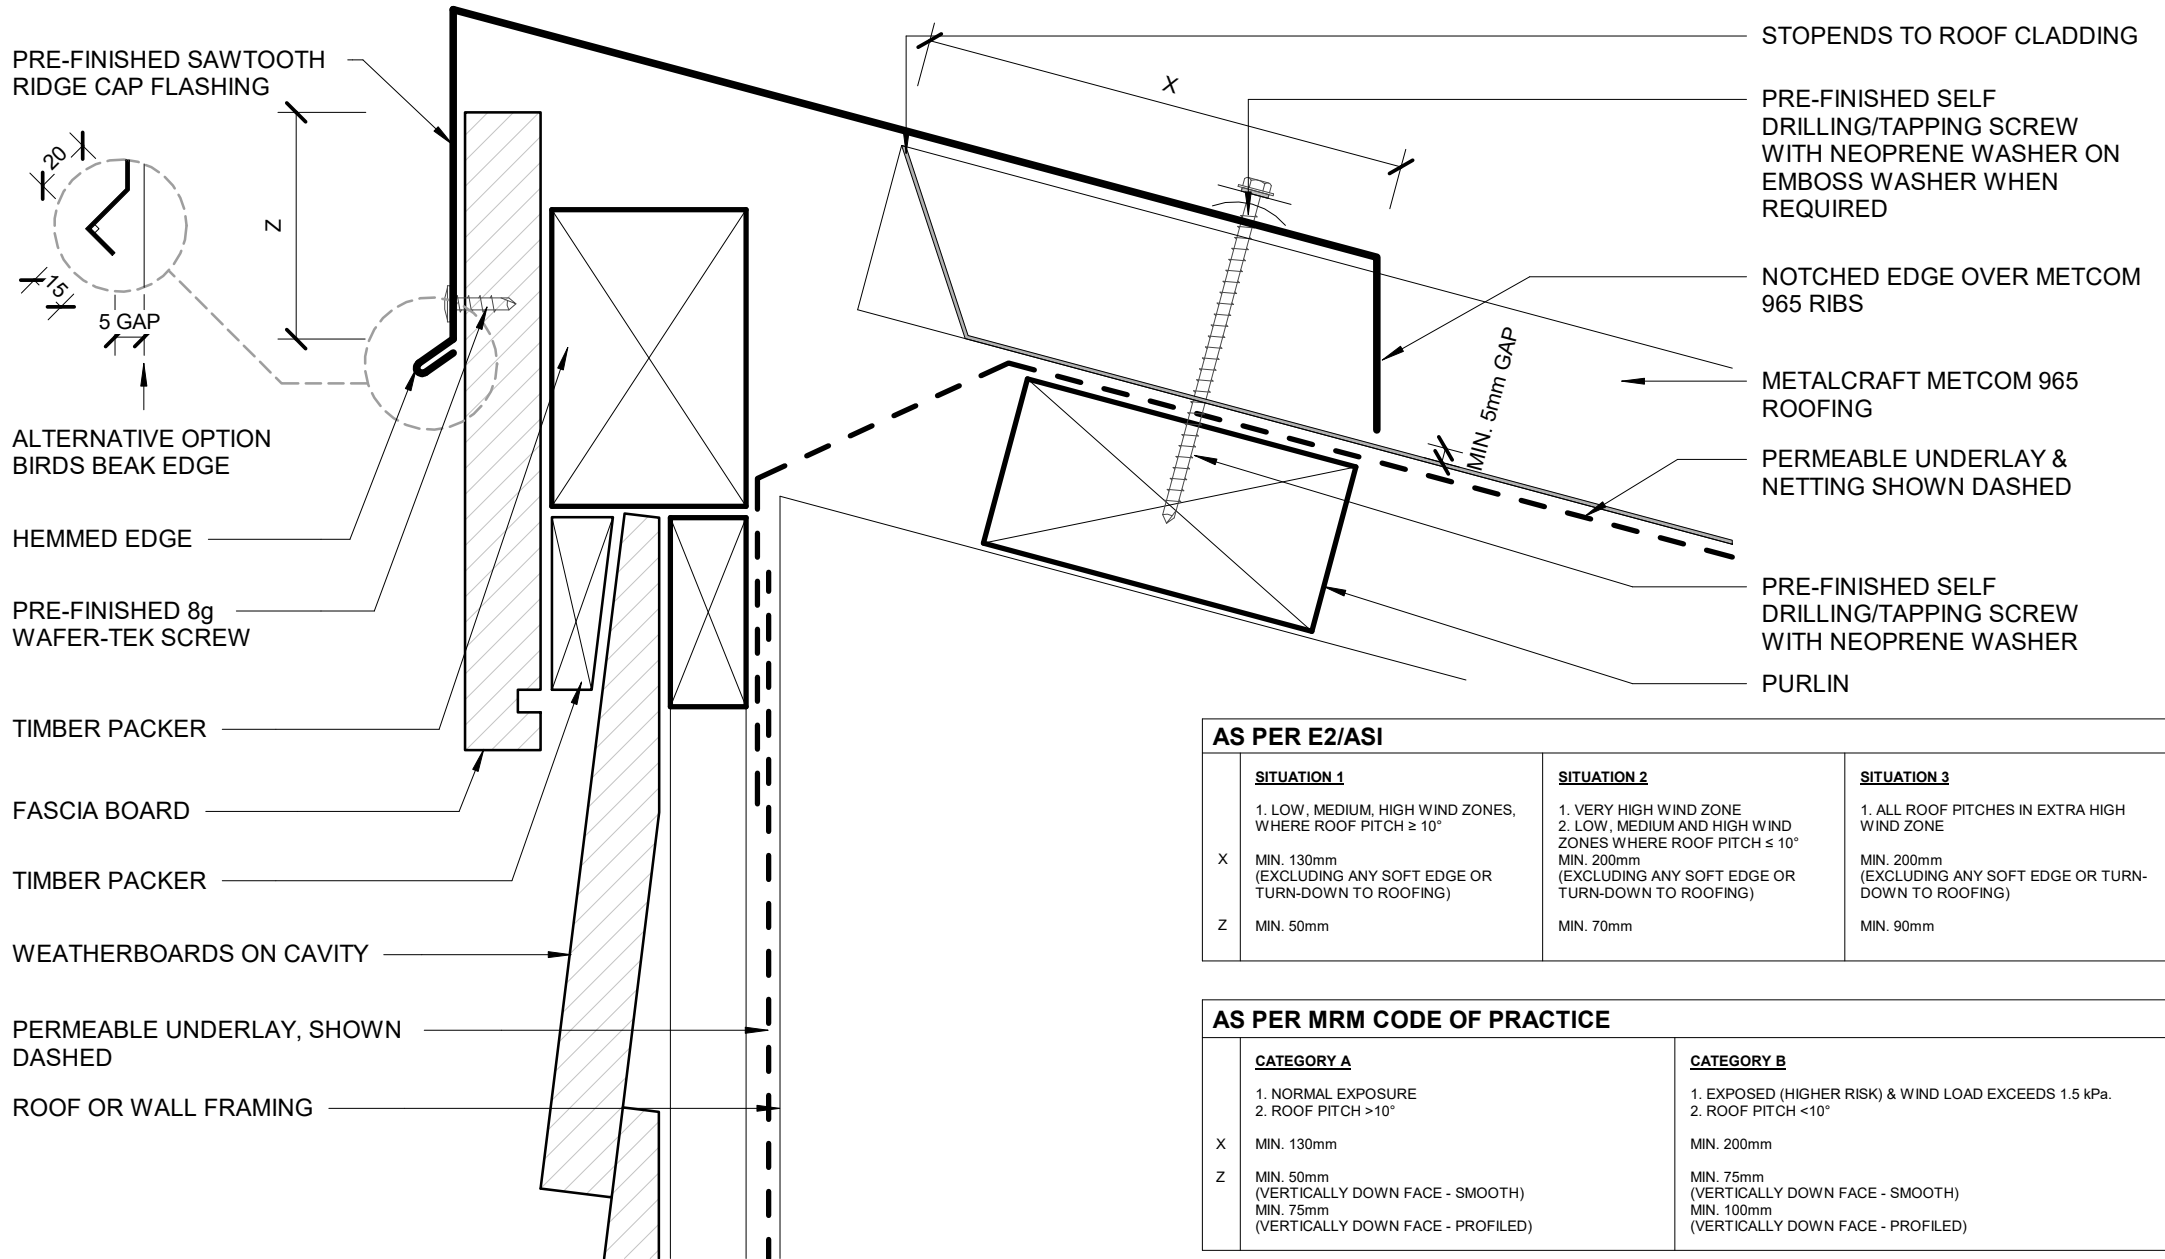 PRE-FINISHED SAWTOOTH
RIDGE CAP FLASHING
20
15
5 GAP
Z
ALTERNATIVE OPTION
BIRDS BEAK EDGE
HEMMED EDGE
PRE-FINISHED 8g
WAFER-TEK SCREW
TIMBER PACKER
FASCIA BOARD
TIMBER PACKER
WEATHERBOARDS ON CAVITY
PERMEABLE UNDERLAY, SHOWN
DASHED
ROOF OR WALL FRAMING
X
MIN. 5mm GAP
STOPENDS TO ROOF CLADDING
PRE-FINISHED SELF
DRILLING/TAPPING SCREW
WITH NEOPRENE WASHER ON
EMBOSS WASHER WHEN
REQUIRED
NOTCHED EDGE OVER METCOM
965 RIBS
METALCRAFT METCOM 965
ROOFING
PERMEABLE UNDERLAY &
NETTING SHOWN DASHED
PRE-FINISHED SELF
DRILLING/TAPPING SCREW
WITH NEOPRENE WASHER
PURLIN
AS PER E2/ASI
SITUATION 1
1. LOW, MEDIUM, HIGH WIND ZONES,
WHERE ROOF PITCH ≥ 10°
X
MIN. 130mm
(EXCLUDING ANY SOFT EDGE OR
TURN-DOWN TO ROOFING)
Z
MIN. 50mm
SITUATION 2
1. VERY HIGH WIND ZONE
2. LOW, MEDIUM AND HIGH WIND
ZONES WHERE ROOF PITCH ≤ 10°
MIN. 200mm
(EXCLUDING ANY SOFT EDGE OR
TURN-DOWN TO ROOFING)
MIN. 70mm
SITUATION 3
1. ALL ROOF PITCHES IN EXTRA HIGH
WIND ZONE
MIN. 200mm
(EXCLUDING ANY SOFT EDGE OR TURN-
DOWN TO ROOFING)
MIN. 90mm
AS PER MRM CODE OF PRACTICE
CATEGORY A
1. NORMAL EXPOSURE
2. ROOF PITCH >10°
X
MIN. 130mm
Z
MIN. 50mm
(VERTICALLY DOWN FACE - SMOOTH)
MIN. 75mm
(VERTICALLY DOWN FACE - PROFILED)
CATEGORY B
1. EXPOSED (HIGHER RISK) & WIND LOAD EXCEEDS 1.5 kPa.
2. ROOF PITCH <10°
MIN. 200mm
MIN. 75mm
(VERTICALLY DOWN FACE - SMOOTH)
MIN. 100mm
(VERTICALLY DOWN FACE - PROFILED)